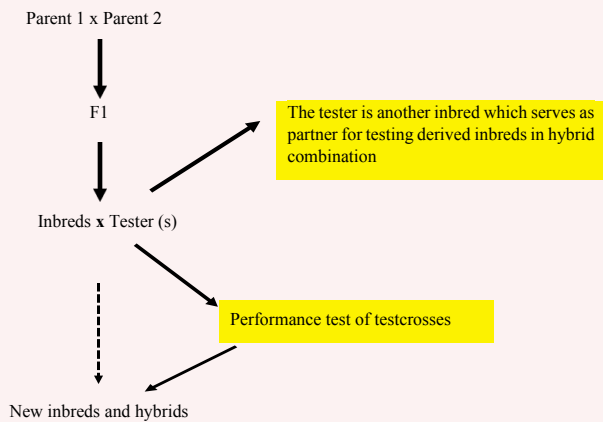 Parent 1 x Parent 2
F1
The tester is another inbred which serves as
partner for testing derived inbreds in hybrid
combination
Inbreds x Tester (s)
Performance test of testcrosses
New inbreds and hybrids